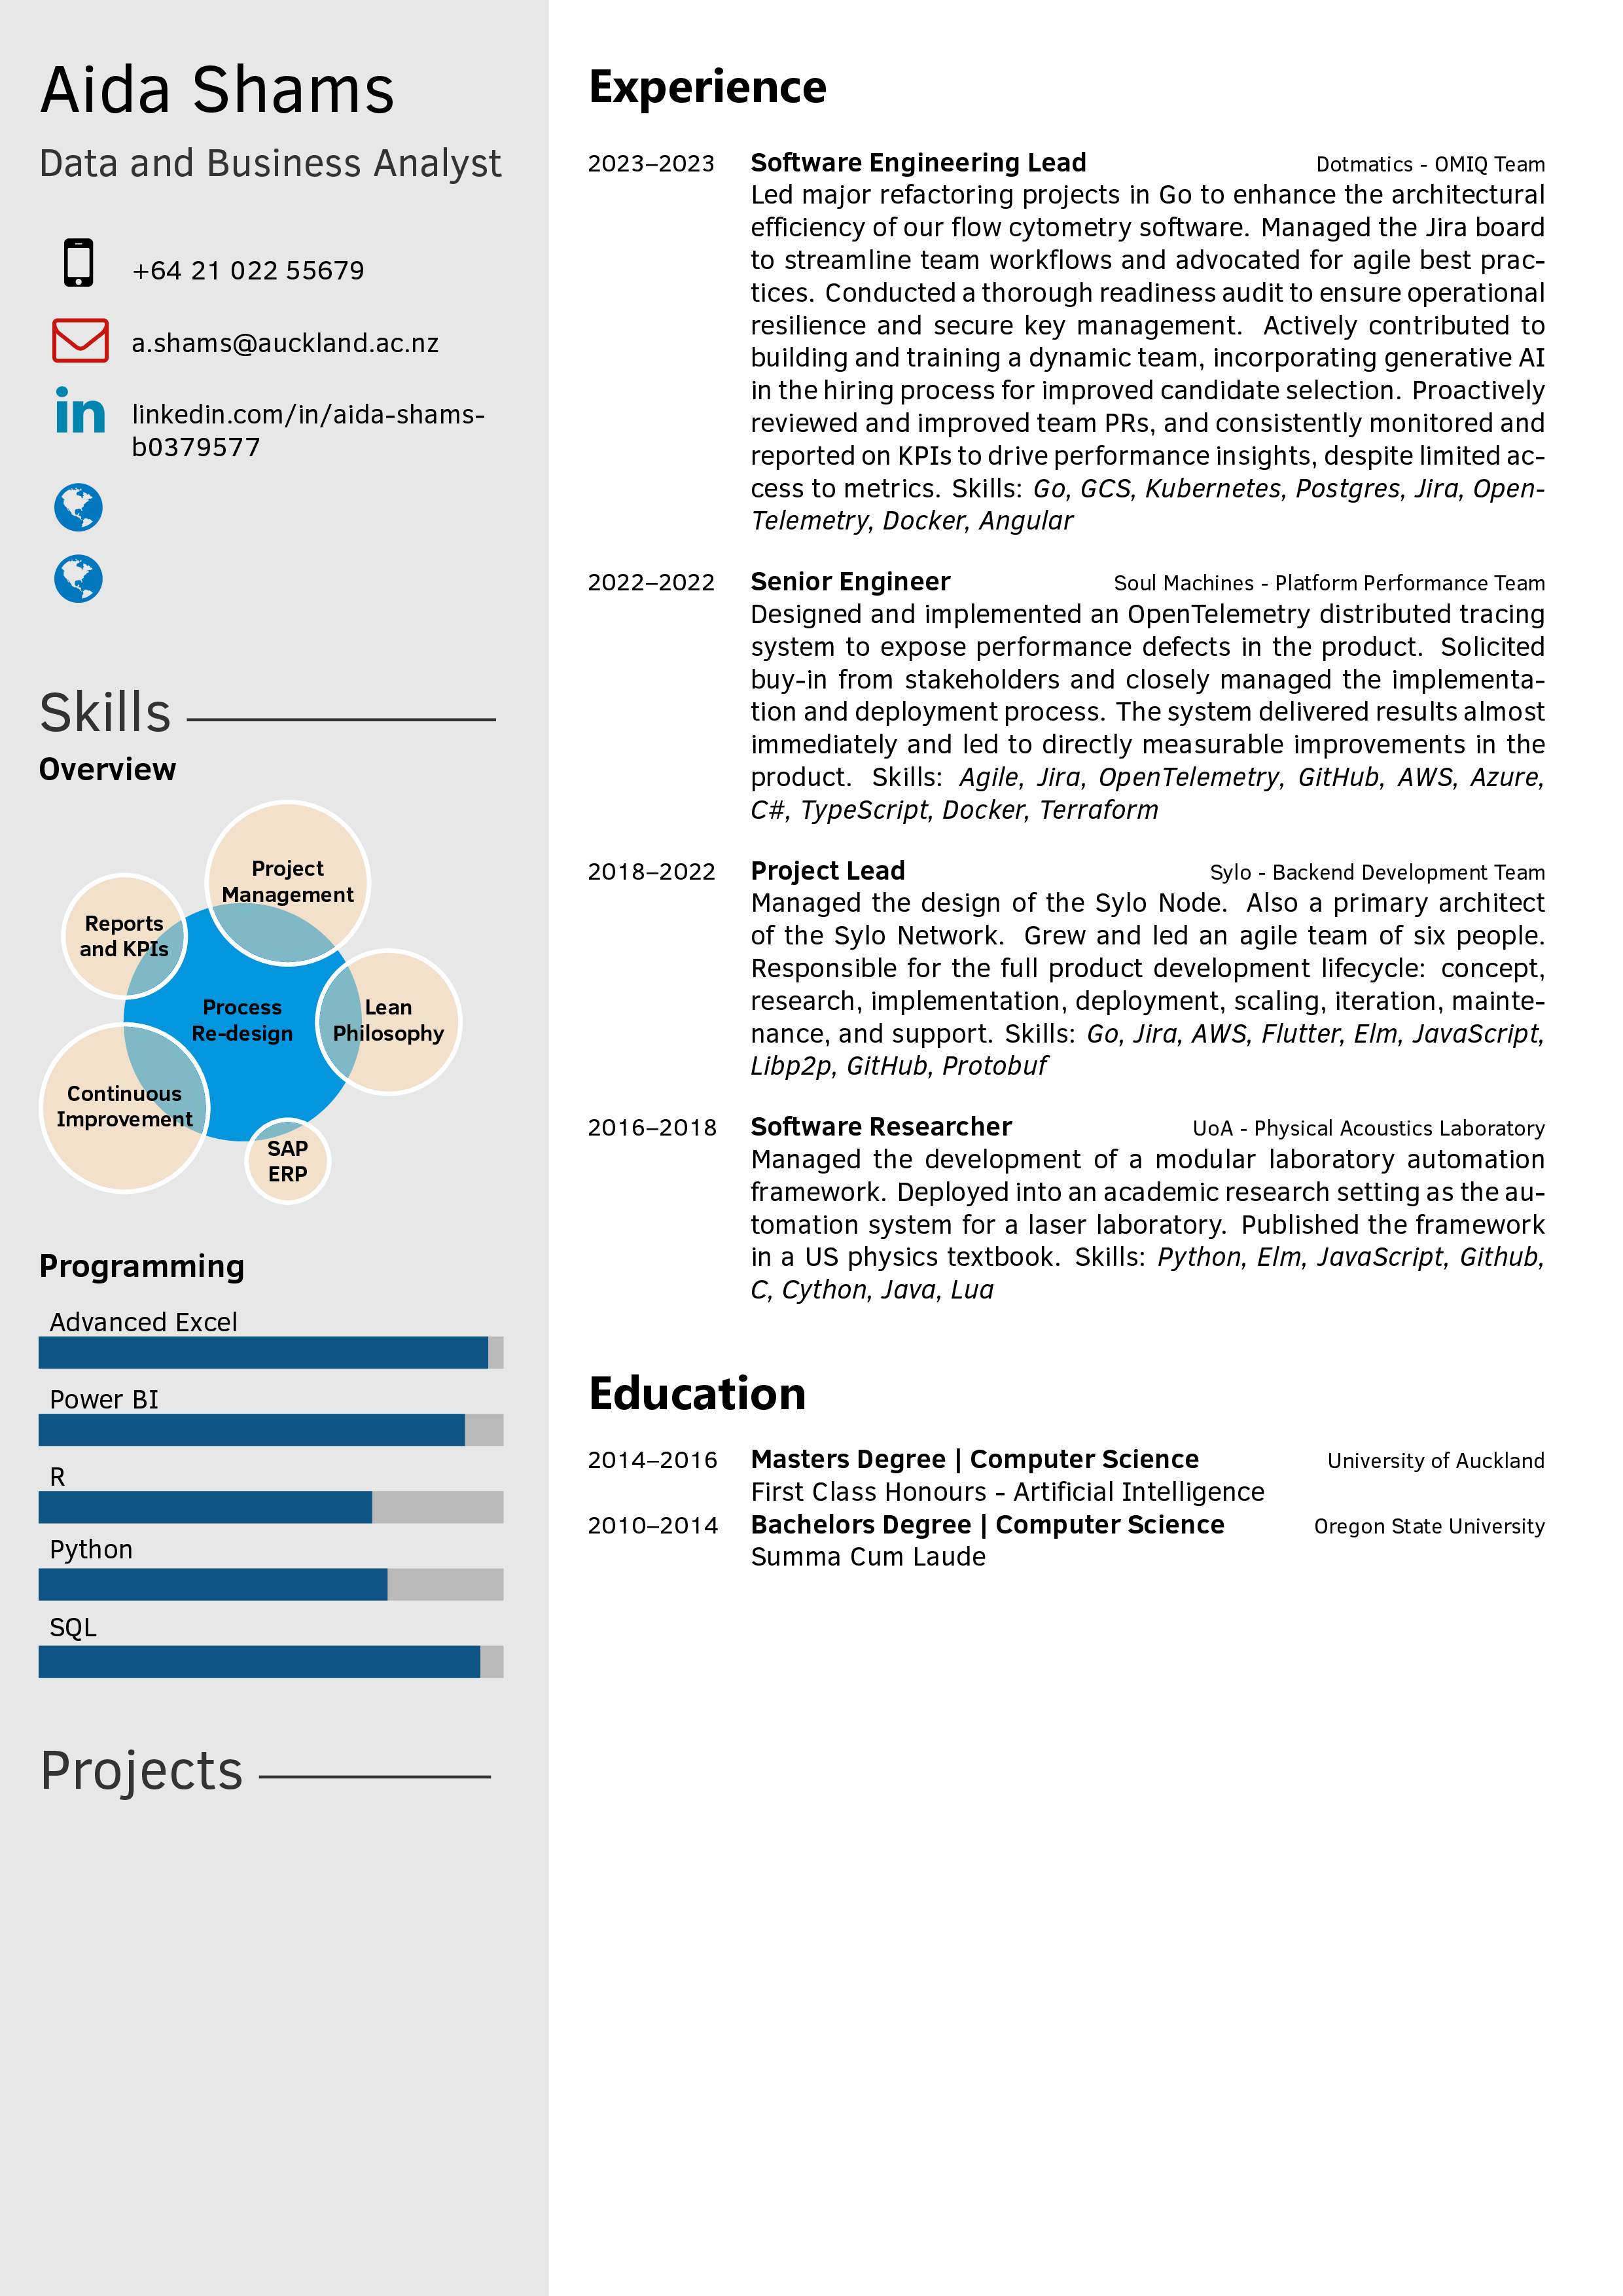 Aida Shams
Data and Business Analyst
+64 21 022 55679
a.shams@auckland.ac.nz
linkedin.com/in/aida-shams-
b0379577
Skills
Overview
Project
Management
Reports
and KPIs
Process
Re-design
Lean
Philosophy
Continuous
Improvement
SAP
ERP
Programming
Advanced Excel
Power BI
R
Python
SQL
Projects
Experience
2023–2023 Software Engineering Lead Dotmatics - OMIQ Team
Led major refactoring projects in Go to enhance the architectural
efficiency of our flow cytometry software. Managed the Jira board
to streamline team workflows and advocated for agile best prac-
tices. Conducted a thorough readiness audit to ensure operational
resilience and secure key management. Actively contributed to
building and training a dynamic team, incorporating generative AI
in the hiring process for improved candidate selection. Proactively
reviewed and improved team PRs, and consistently monitored and
reported on KPIs to drive performance insights, despite limited ac-
cess to metrics. Skills: Go, GCS, Kubernetes, Postgres, Jira, Open-
Telemetry, Docker, Angular
2022–2022 Senior Engineer Soul Machines - Platform Performance Team
Designed and implemented an OpenTelemetry distributed tracing
system to expose performance defects in the product. Solicited
buy-in from stakeholders and closely managed the implementa-
tion and deployment process. The system delivered results almost
immediately and led to directly measurable improvements in the
product. Skills: Agile, Jira, OpenTelemetry, GitHub, AWS, Azure,
C#, TypeScript, Docker, Terraform
2018–2022 Project Lead Sylo - Backend Development Team
Managed the design of the Sylo Node. Also a primary architect
of the Sylo Network. Grew and led an agile team of six people.
Responsible for the full product development lifecycle: concept,
research, implementation, deployment, scaling, iteration, mainte-
nance, and support. Skills: Go, Jira, AWS, Flutter, Elm, JavaScript,
Libp2p, GitHub, Protobuf
2016–2018 Software Researcher UoA - Physical Acoustics Laboratory
Managed the development of a modular laboratory automation
framework. Deployed into an academic research setting as the au-
tomation system for a laser laboratory. Published the framework
in a US physics textbook. Skills: Python, Elm, JavaScript, Github,
C, Cython, Java, Lua
Education
2014–2016 Masters Degree | Computer Science University of Auckland
First Class Honours - Artificial Intelligence
2010–2014 Bachelors Degree | Computer Science Oregon State University
Summa Cum Laude